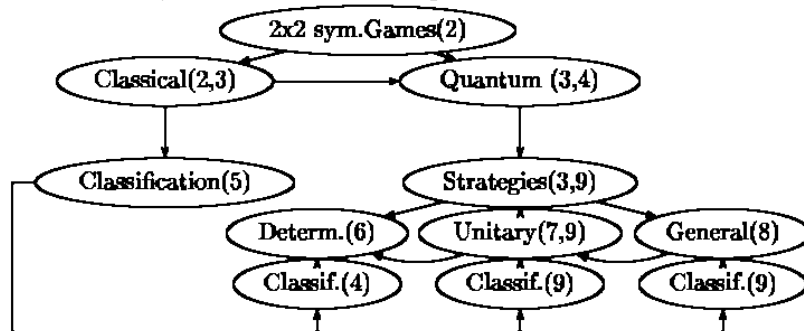 2x2 sym.Games(2)
Classical(2,3)
Quantum (3,4)
Classification(5)
Strategies(3,9)
Determ.(6)
Unitary(7,9)
General(8)
Classif.(4)
Classif.(9)
Classif.(9)